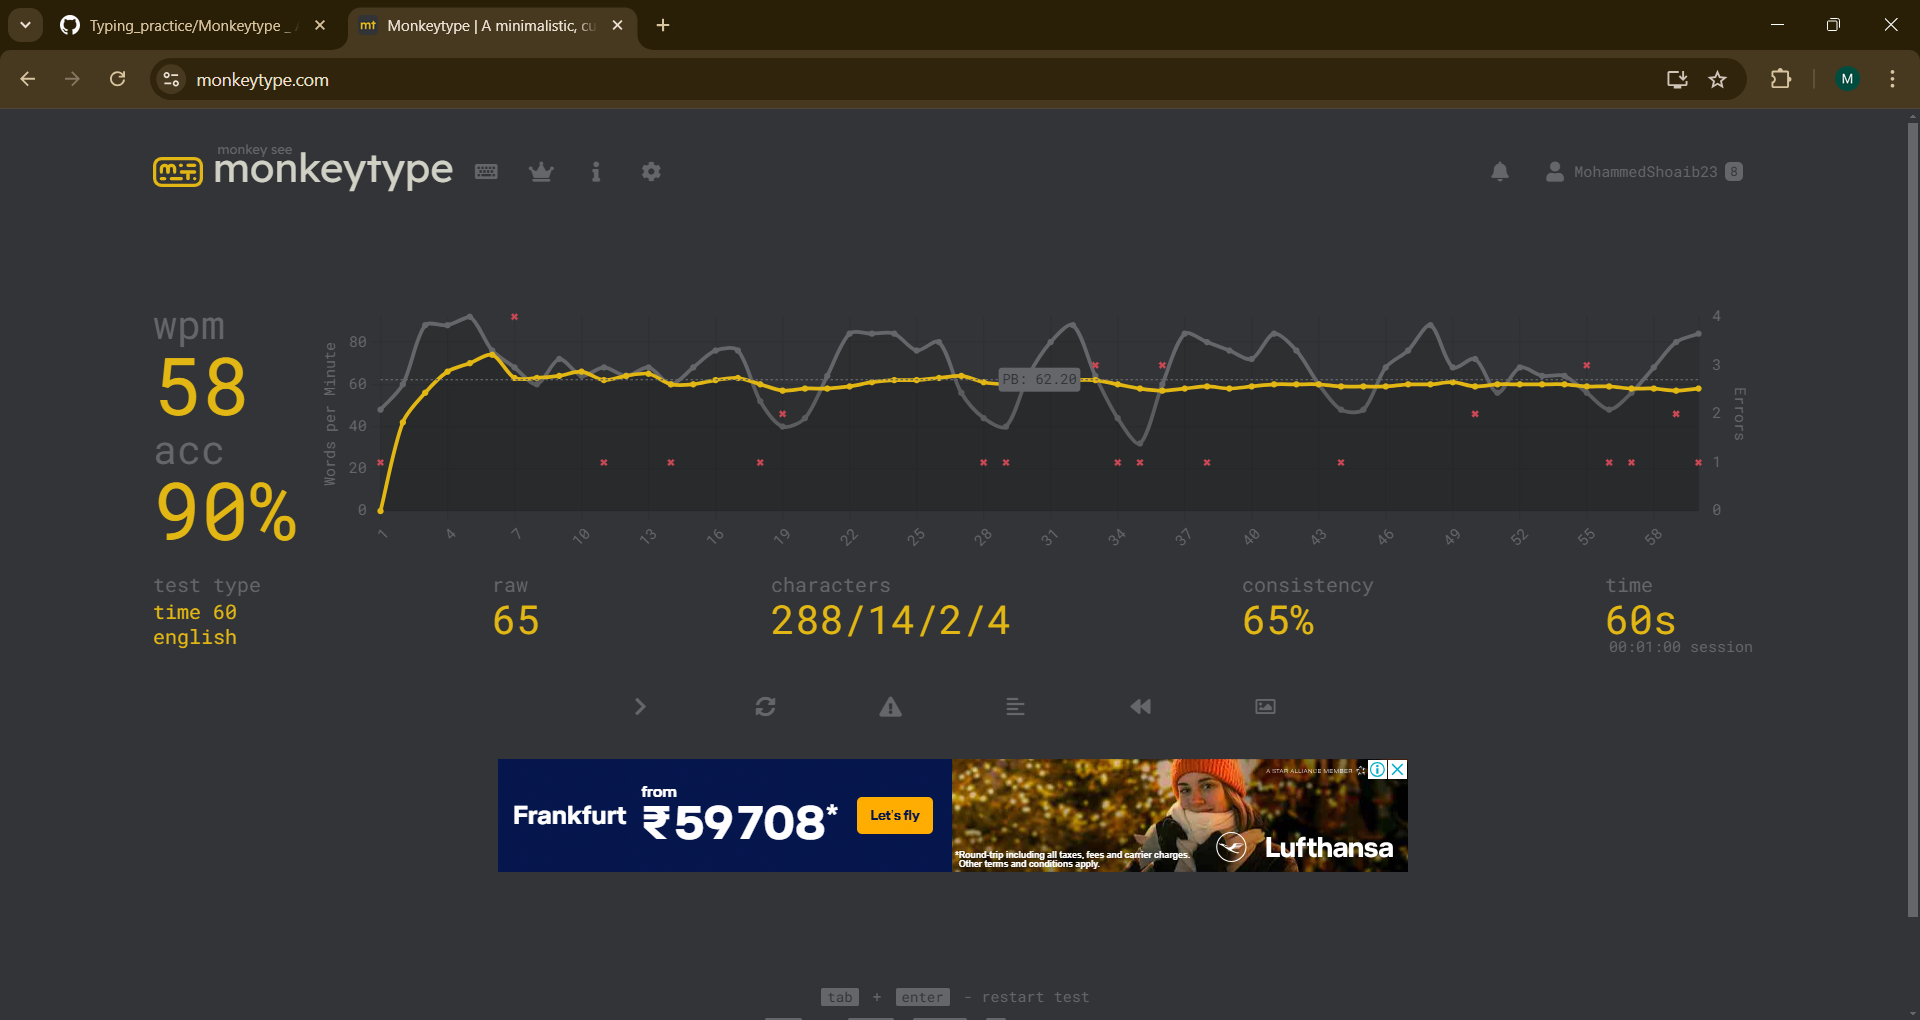 Typing_practice/Monkeytype _
Monkeytype | A minimalistic, cu
monkeytype.com
M
monkey see
monkeytype
MohammedShoaib23 8
wpm
58
acc
90%
Words per Minute
80
60
40
20
0
PB: 62.20
4
3
2
1
0
Errors
1 4 7 10 13 16 19 22 25 28 31 34 37 40 43 46 49 52 55 58
test type
time 60
english
raw
65
characters
288/14/2/4
consistency
65%
time
60s
00:01:00 session
Frankfurt
from
₹59708*
Let's fly
A STAR ALLIANCE MEMBER
*Round-trip including all taxes, fees and carrier charges.
Other terms and conditions apply.
Lufthansa
tab + enter - restart test